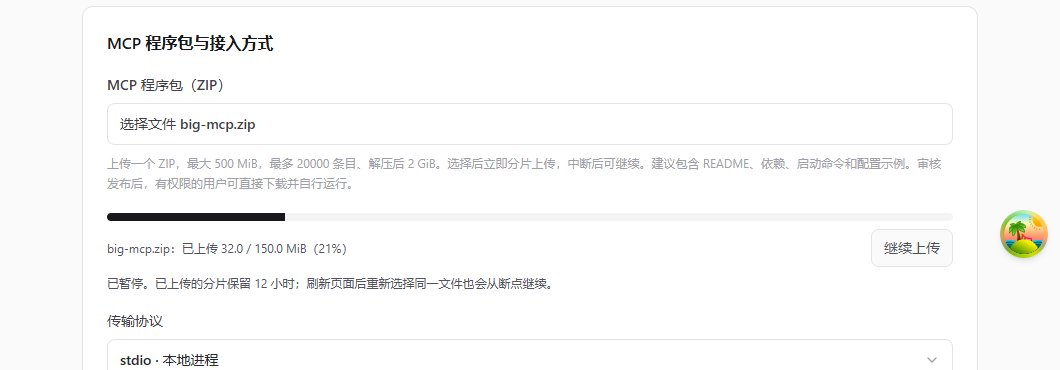 MCP 程序包与接入方式
MCP 程序包（ZIP）
选择文件 big-mcp.zip
上传一个 ZIP，最大 500 MiB，最多 20000 条目、解压后 2 GiB。选择后立即分片上传，中断后可继续。建议包含 README、依赖、启动命令和配置示例。审核
发布后，有权限的用户可直接下载并自行运行。
big-mcp.zip：已上传 32.0 / 150.0 MiB（21%）
继续上传
已暂停。已上传的分片保留 12 小时；刷新页面后重新选择同一文件也会从断点继续。
传输协议
stdio · 本地进程